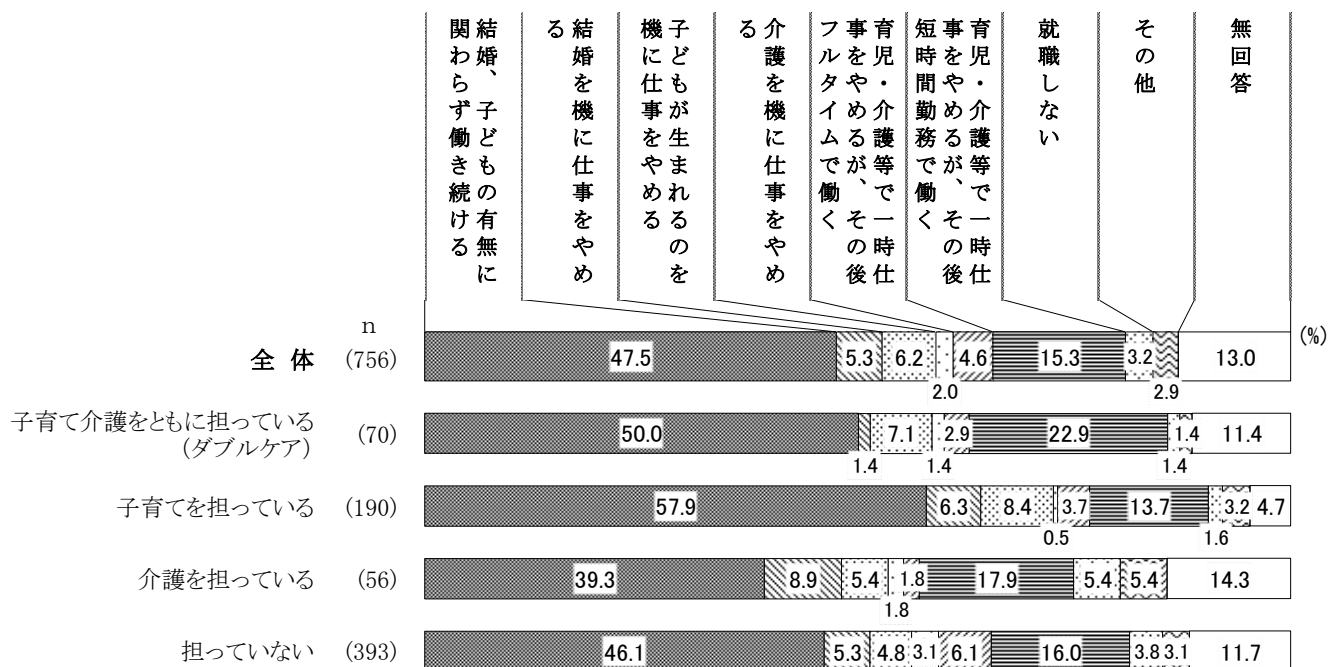 結婚、子どもの有無に
関わらず働き続ける
結婚を機に仕事をやめ
る
子どもが生まれるのを
機に仕事をやめる
介護を機に仕事をやめ
る
育児・介護等で一時仕
事をやめるが、その後
フルタイムで働く
育児・介護等で一時仕
事をやめるが、その後
短時間勤務で働く
就職しない
その他
無回答
n
(%)
全 体 (756) 47.5 5.3 6.2 4.6 15.3 3.2 13.0
2.0 2.9
子育て介護をともに担っている
(ダブルケア)
(70) 50.0 7.1 2.9 22.9 1.4 11.4
1.4 1.4 1.4
子育てを担っている (190) 57.9 6.3 8.4 3.7 13.7 3.2 4.7
0.5 1.6
介護を担っている (56) 39.3 8.9 5.4 1.8 17.9 5.4 5.4 14.3
1.8
担っていない (393) 46.1 5.3 4.8 3.1 6.1 16.0 3.8 3.1 11.7